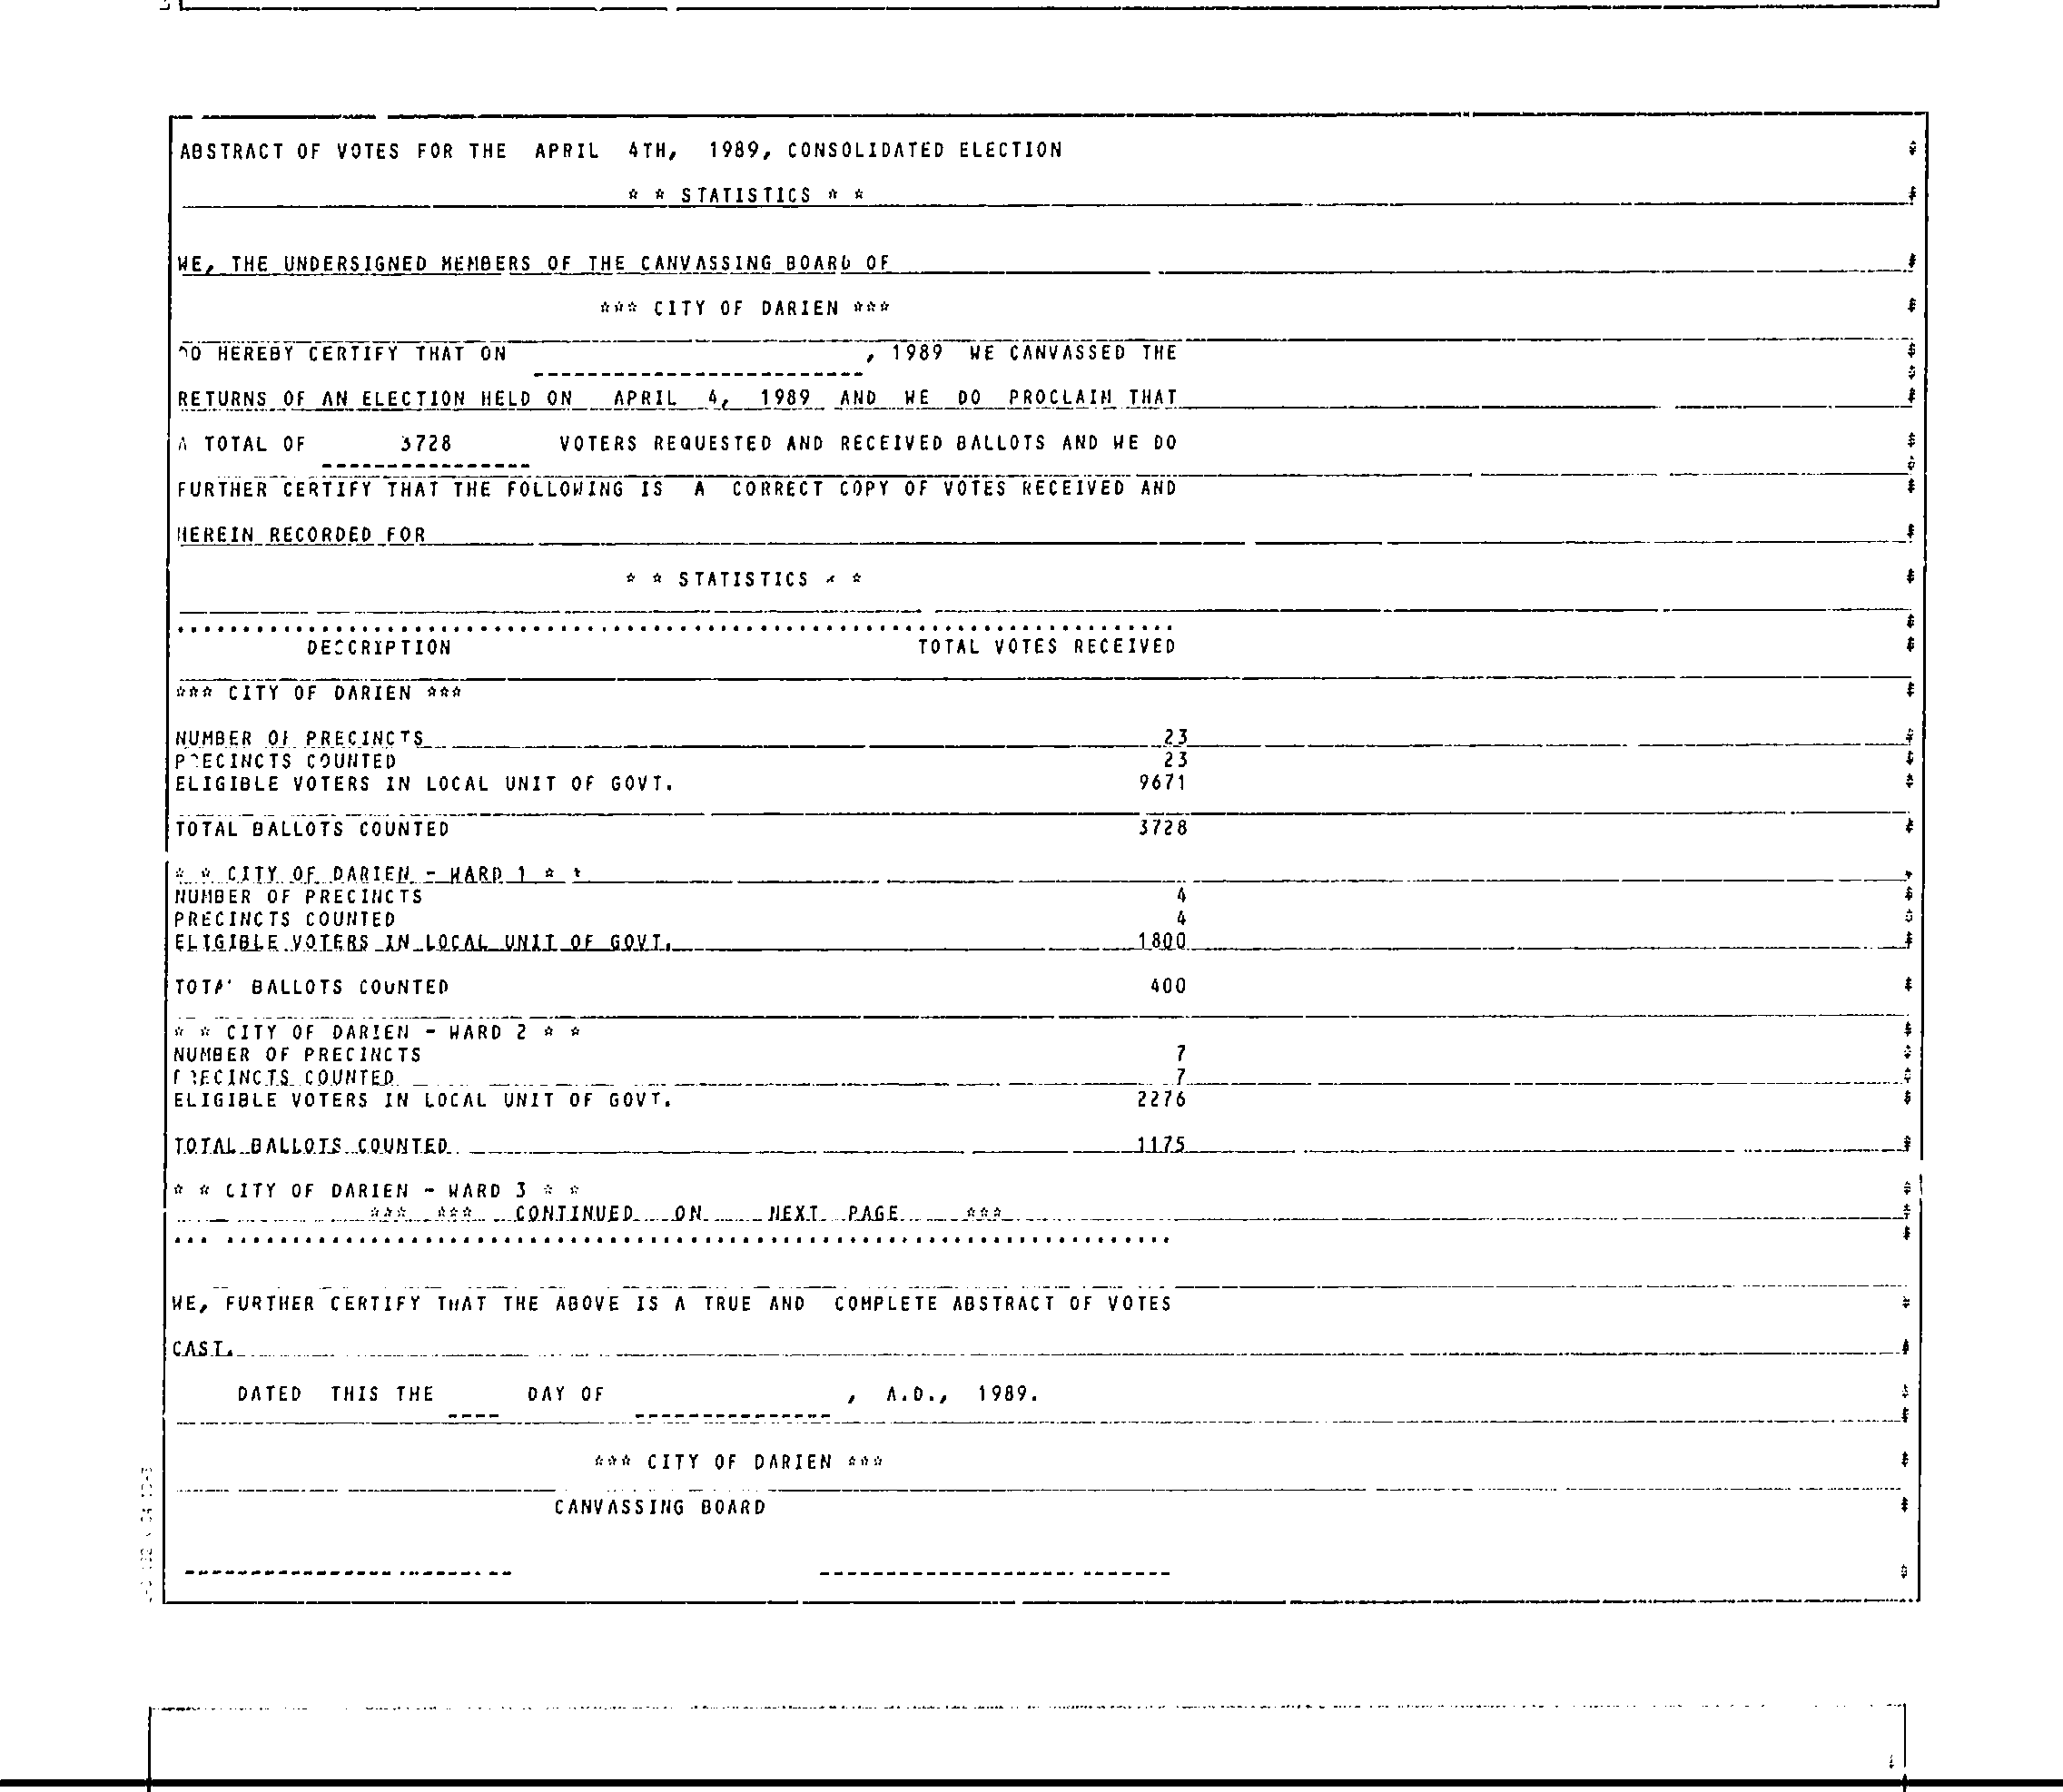 ABSTRACT OF VOTES FOR THE APRIL 4TH, 1989, CONSOLIDATED ELECTION
* * STATISTICS * *
WE, THE UNDERSIGNED MEMBERS OF THE CANVASSING BOARD OF
*** CITY OF DARIEN ***
DO HEREBY CERTIFY THAT ON , 1989 WE CANVASSED THE
RETURNS OF AN ELECTION HELD ON APRIL 4, 1989 AND WE DO PROCLAIM THAT
A TOTAL OF 3728 VOTERS REQUESTED AND RECEIVED BALLOTS AND WE DO
FURTHER CERTIFY THAT THE FOLLOWING IS A CORRECT COPY OF VOTES RECEIVED AND
HEREIN RECORDED FOR
* * STATISTICS * *
DESCRIPTION TOTAL VOTES RECEIVED
*** CITY OF DARIEN ***
NUMBER OF PRECINCTS 23
PRECINCTS COUNTED 23
ELIGIBLE VOTERS IN LOCAL UNIT OF GOVT. 9671
TOTAL BALLOTS COUNTED 3728
* * CITY OF DARIEN - WARD 1 * *
NUMBER OF PRECINCTS 4
PRECINCTS COUNTED 4
ELIGIBLE VOTERS IN LOCAL UNIT OF GOVT. 1800
TOTAL BALLOTS COUNTED 400
* * CITY OF DARIEN - WARD 2 * *
NUMBER OF PRECINCTS 7
PRECINCTS COUNTED 7
ELIGIBLE VOTERS IN LOCAL UNIT OF GOVT. 2276
TOTAL BALLOTS COUNTED 1175
* * CITY OF DARIEN - WARD 3 * *
*** *** CONTINUED ON NEXT PAGE ***
WE, FURTHER CERTIFY THAT THE ABOVE IS A TRUE AND COMPLETE ABSTRACT OF VOTES
CAST.
DATED THIS THE ____ DAY OF , A.D., 1989.
*** CITY OF DARIEN ***
CANVASSING BOARD